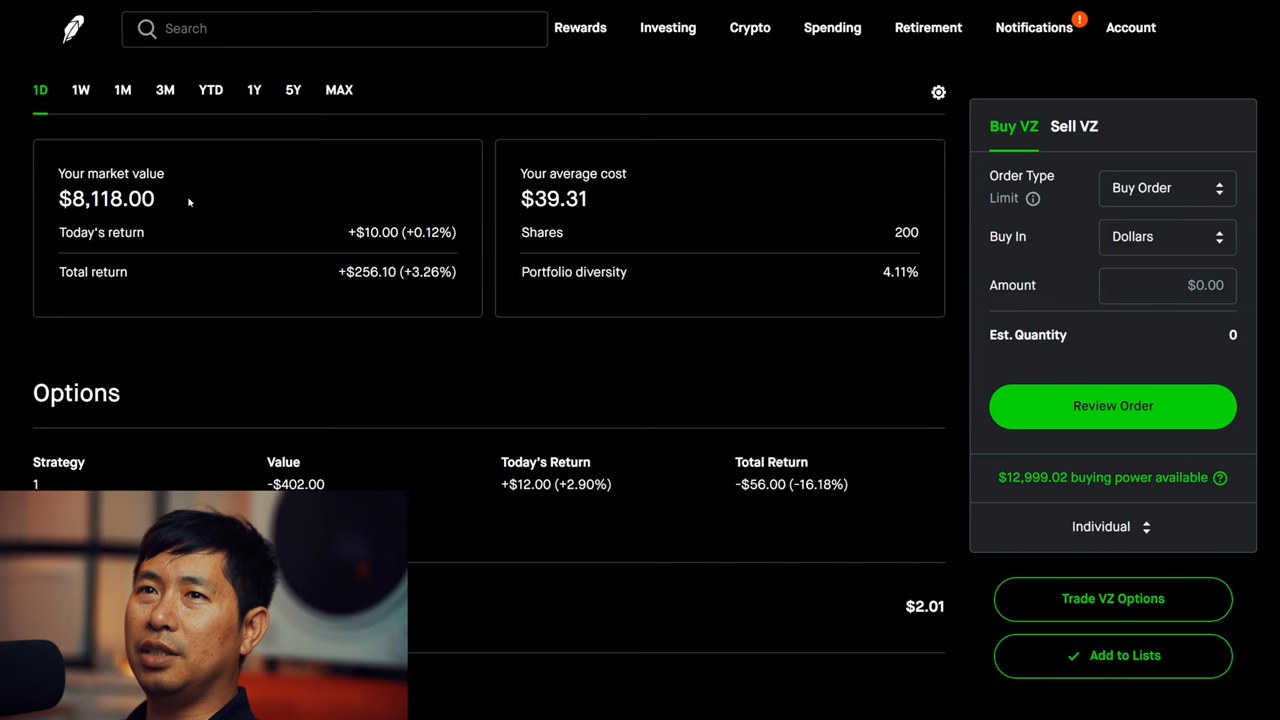 Search
Rewards Investing Crypto Spending Retirement Notifications ! Account
1D 1W 1M 3M YTD 1Y 5Y MAX
Your market value
$8,118.00
Today's return +$10.00 (+0.12%)
Total return +$256.10 (+3.26%)
Your average cost
$39.31
Shares 200
Portfolio diversity 4.11%
Options
Strategy Value Today's Return Total Return
1 -$402.00 +$12.00 (+2.90%) -$56.00 (-16.18%)
$2.01
Buy VZ Sell VZ
Order Type
Limit
Buy Order
Buy In Dollars
Amount $0.00
Est. Quantity 0
Review Order
$12,999.02 buying power available
Individual
Trade VZ Options
Add to Lists